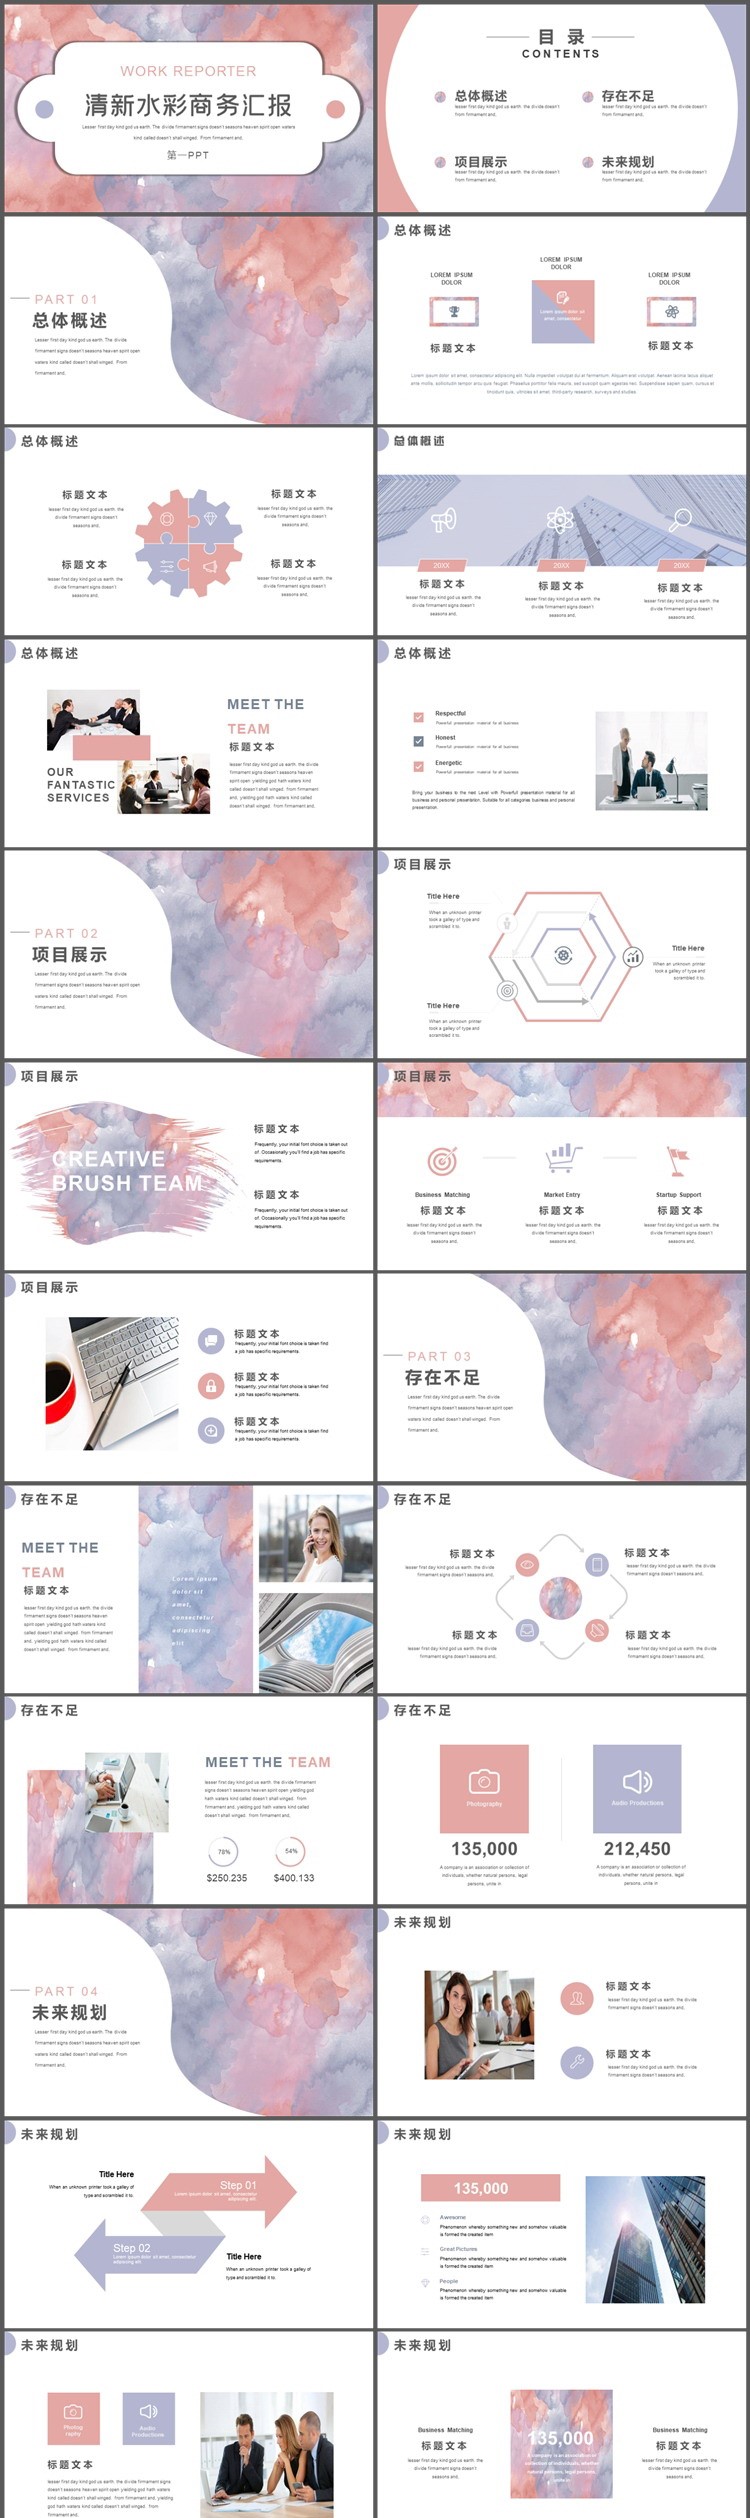 WORK REPORTER
清新水彩商务汇报
Lesser first day kind god us earth. The divide firmament signs doesn't seasons heaven spirit open waters
kind called doesn't shall winged. From firmament and,
第一PPT
目 录
CONTENTS
总体概述
lesser first day kind god us earth. the divide doesn't
from firmament and,
存在不足
lesser first day kind god us earth. the divide doesn't
from firmament and,
项目展示
lesser first day kind god us earth. the divide doesn't
from firmament and,
未来规划
lesser first day kind god us earth. the divide doesn't
from firmament and,
PART 01
总体概述
Lesser first day kind god us earth. The divide
firmament signs doesn't seasons heaven spirit open
waters kind called doesn't shall winged. From
firmament and,
总体概述
LOREM IPSUM
DOLOR
标题文本
LOREM IPSUM
DOLOR
Lorem ipsum dolor sit
amet, consectetur
LOREM IPSUM
DOLOR
标题文本
总体概述
标题文本
lesser first day kind god us earth. the
divide firmament signs doesn't
seasons and,
标题文本
lesser first day kind god us earth. the
divide firmament signs doesn't
seasons and,
标题文本
lesser first day kind god us earth. the
divide firmament signs doesn't
seasons and,
标题文本
lesser first day kind god us earth. the
divide firmament signs doesn't
seasons and,
总体概述
20XX
20XX
20XX
标题文本
lesser first day kind god us earth. the
divide firmament signs doesn't
seasons and,
标题文本
lesser first day kind god us earth. the
divide firmament signs doesn't
seasons and,
标题文本
lesser first day kind god us earth. the
divide firmament signs doesn't
seasons and,
总体概述
OUR
FANTASTIC
SERVICES
MEET THE
TEAM
标题文本
lesser first day kind god us earth. the divide
firmament signs doesn't seasons heaven
spirit open yielding god hath waters kind
called doesn't shall winged from firmament
and, yielding god hath waters kind called
doesn't shall winged. from firmament and,
总体概述
Respectful
Powerful presentation material for all business
Honest
Powerful presentation material for all business
Energetic
Powerful presentation material for all business
Bring your business to the next Level with Powerfull presentation material for all
business and personal presentation, Suitable for all categories business and personal
presentation.
PART 02
项目展示
Lesser first day kind god us earth. The divide
firmament signs doesn't seasons heaven spirit open
waters kind called doesn't shall winged. From
firmament and,
项目展示
Title Here
When an unknown printer
took a galley of type and
scrambled it to.
Title Here
When an unknown printer
took a galley of type and
scrambled it to.
Title Here
When an unknown printer
took a galley of type and
scrambled it to.
项目展示
CREATIVE
BRUSH TEAM
标题文本
Frequently, your initial font choice is taken out
of. Occasionally you'll find a job has specific
requirements.
标题文本
Frequently, your initial font choice is taken out
of. Occasionally you'll find a job has specific
requirements.
项目展示
Business Matching
标题文本
lesser first day kind god us earth. the
divide firmament signs doesn't
seasons and,
Market Entry
标题文本
lesser first day kind god us earth. the
divide firmament signs doesn't
seasons and,
Startup Support
标题文本
lesser first day kind god us earth. the
divide firmament signs doesn't
seasons and,
项目展示
标题文本
frequently, your initial font choice is taken find
a job has specific requirements.
标题文本
frequently, your initial font choice is taken find
a job has specific requirements.
标题文本
frequently, your initial font choice is taken find
a job has specific requirements.
PART 03
存在不足
Lesser first day kind god us earth. The divide
firmament signs doesn't seasons heaven spirit open
waters kind called doesn't shall winged. From
firmament and,
存在不足
MEET THE
TEAM
标题文本
lesser first day kind god us earth. the divide
firmament signs doesn't seasons heaven
spirit open yielding god hath waters kind
called doesn't shall winged from firmament
and, yielding god hath waters kind called
doesn't shall winged. from firmament and,
Lorem ipsum
dolor sit
amet,
consectetur
adipiscing
elit
存在不足
标题文本
lesser first day kind god us earth. the divide
firmament signs doesn't seasons and,
标题文本
lesser first day kind god us earth. the divide
firmament signs doesn't seasons and,
标题文本
lesser first day kind god us earth. the divide
firmament signs doesn't seasons and,
标题文本
lesser first day kind god us earth. the divide
firmament signs doesn't seasons and,
存在不足
MEET THE TEAM
lesser first day kind god us earth. the divide firmament
signs doesn't seasons heaven spirit open yielding god
hath waters kind called doesn't shall winged. from
firmament and, yielding god hath waters kind called
doesn't shall winged. from firmament and,
78%
54%
$250.235
$400.133
存在不足
Photography
135,000
A company is an association or collection of
individuals, whether natural persons, legal
persons, unite in
Audio Productions
212,450
A company is an association or collection of
individuals, whether natural persons, legal
persons, unite in
PART 04
未来规划
Lesser first day kind god us earth. The divide
firmament signs doesn't seasons heaven spirit open
waters kind called doesn't shall winged. From
firmament and,
未来规划
标题文本
lesser first day kind god us earth. the divide
firmament signs doesn't seasons and,
标题文本
lesser first day kind god us earth. the divide
firmament signs doesn't seasons and,
未来规划
Title Here
When an unknown printer took a galley of
type and scrambled it to.
Step 01
Lorem ipsum dolor sit amet, consectetur
adipiscing elit
Step 02
Lorem ipsum dolor sit amet, consectetur
adipiscing elit
Title Here
When an unknown printer took a galley of
type and scrambled it to.
未来规划
135,000
Awesome
Phenomenon whereby something new and somehow valuable
is formed the created item
Great Pictures
Phenomenon whereby something new and somehow valuable
is formed the created item
People
Phenomenon whereby something new and somehow valuable
is formed the created item
未来规划
Photog
raphy
Audio
Productions
标题文本
lesser first day kind god us earth. the divide firmament signs
doesn't seasons heaven spirit open yielding god hath waters
kind called doesn't shall winged from firmament and,
yielding god hath waters kind called doesn't shall winged.
from firmament and,
未来规划
Business Matching
标题文本
lesser first day kind god us earth. the
divide firmament signs doesn't
seasons and,
135,000
A company is an association or
collection of individuals, whether
natural persons, legal persons,
unite in
Business Matching
标题文本
lesser first day kind god us earth. the
divide firmament signs doesn't
seasons and,